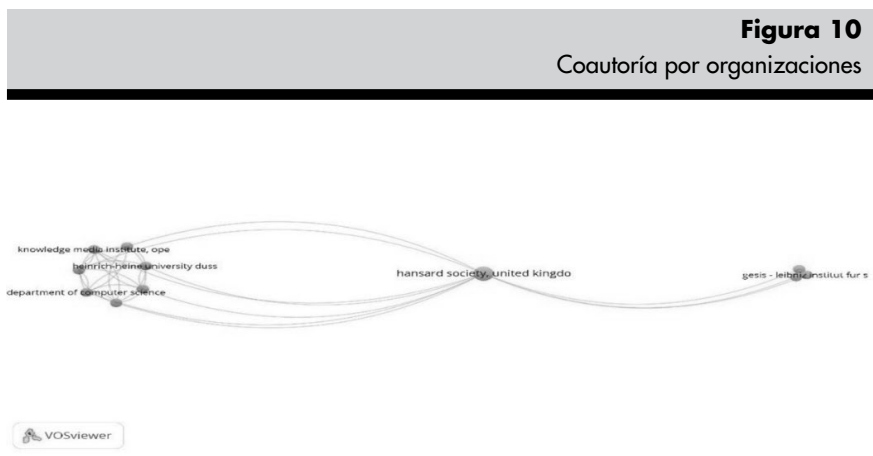 Figura 10
Coautoría por organizaciones
knowledge media institute, ope
heinrich-heine university duss
hansard society, united kingdo
gesis - leibniz institus fur s
department of computer science
VOSviewer